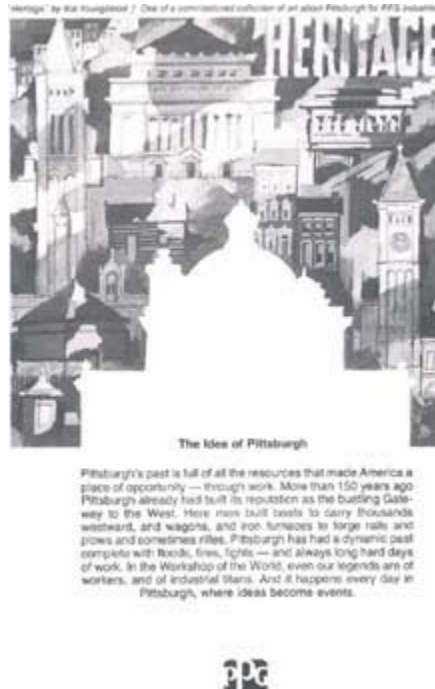 "Heritage" by Bob Youngblood / One of a commissioned collection of art about Pittsburgh for PPG Industries
HERITAGE
The Idea of Pittsburgh
Pittsburgh's past is full of all the resources that made America a
place of opportunity — through work. More than 150 years ago
Pittsburgh already had built its reputation as the bustling Gate-
way to the West. Here men built boats to carry thousands
westward, and wagons, and iron furnaces to forge rails and
plows and sometimes rifles. Pittsburgh has had a dynamic past
complete with floods, fires, fights — and always long hard days
of work. In the Workshop of the World, even our legends are of
workers, and of industrial titans. And it happens every day in
Pittsburgh, where ideas become events.
ppg